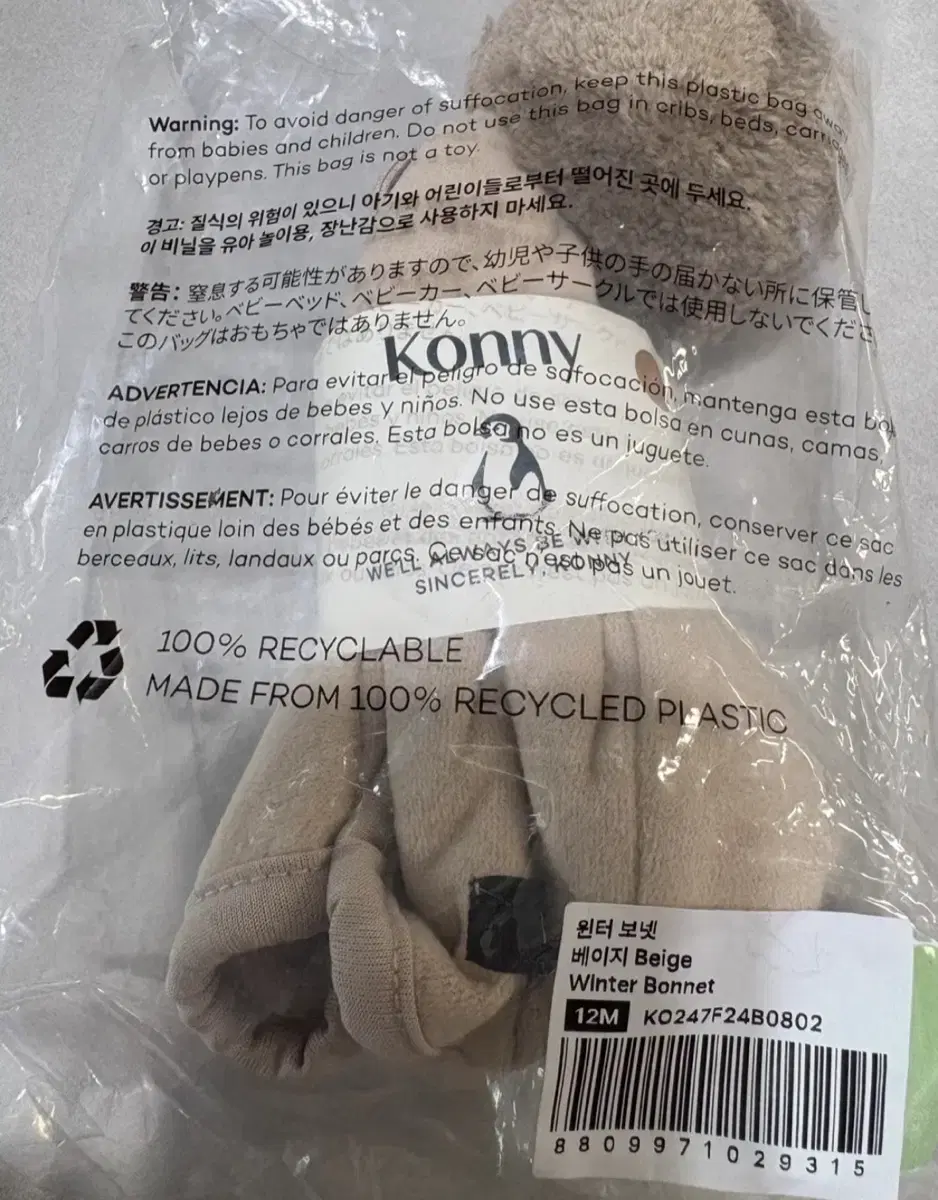 Warning: To avoid danger of suffocation, keep this plastic bag away
from babies and children. Do not use this bag in cribs, beds, carriages
or playpens. This bag is not a toy.
경고: 질식의 위험이 있으니 아기와 어린이들로부터 떨어진 곳에 두세요.
이 비닐을 유아 놀이용, 장난감으로 사용하지 마세요.
警告: 窒息する可能性がありますので、幼児や子供の手の届かない所に保管し
てください。ベビーベッド、ベビーカー、ベビーサークルでは使用しないでくださ
このバッグはおもちゃではありません。
Konny
ADVERTENCIA: Para evitar el peligro de sofocación, mantenga esta bol
de plástico lejos de bebes y niños. No use esta bolsa en cunas, camas,
carros de bebes o corrales. Esta bolsa no es un juguete.
AVERTISSEMENT: Pour éviter le danger de suffocation, conserver ce sac
en plastique loin des bébés et des enfants. Ne pas utiliser ce sac dans les
berceaux, lits, landaux ou parcs. Ce sac n'est pas un jouet.
WE'LL ALWAYS BE
SINCERELY, KONNY
100% RECYCLABLE
MADE FROM 100% RECYCLED PLASTIC
윈터 보넷
베이지 Beige
Winter Bonnet
12M KO247F24B0802
8809971029315